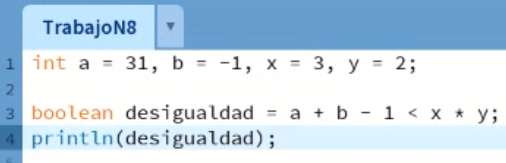 TrabajoN8 ▼
1 int a = 31, b = -1, x = 3, y = 2;
2
3 boolean desigualdad = a + b - 1 < x * y;
4 println(desigualdad);